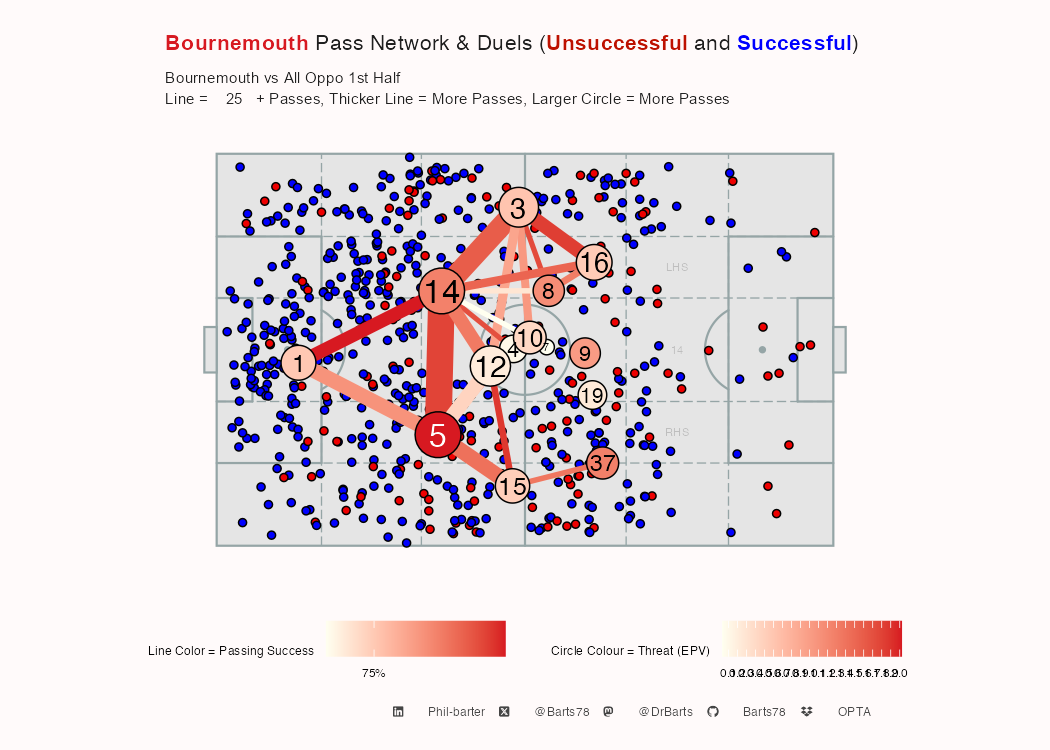 Bournemouth Pass Network & Duels (Unsuccessful and Successful)
Bournemouth vs All Oppo 1st Half
Line = 25 + Passes, Thicker Line = More Passes, Larger Circle = More Passes
3
16
LHS
14
8
10
4
7
14
1
12
9
19
5
RHS
37
15
Line Color = Passing Success
75%
Circle Colour = Threat (EPV)
Phil-barter
@Barts78
@DrBarts
Barts78
OPTA